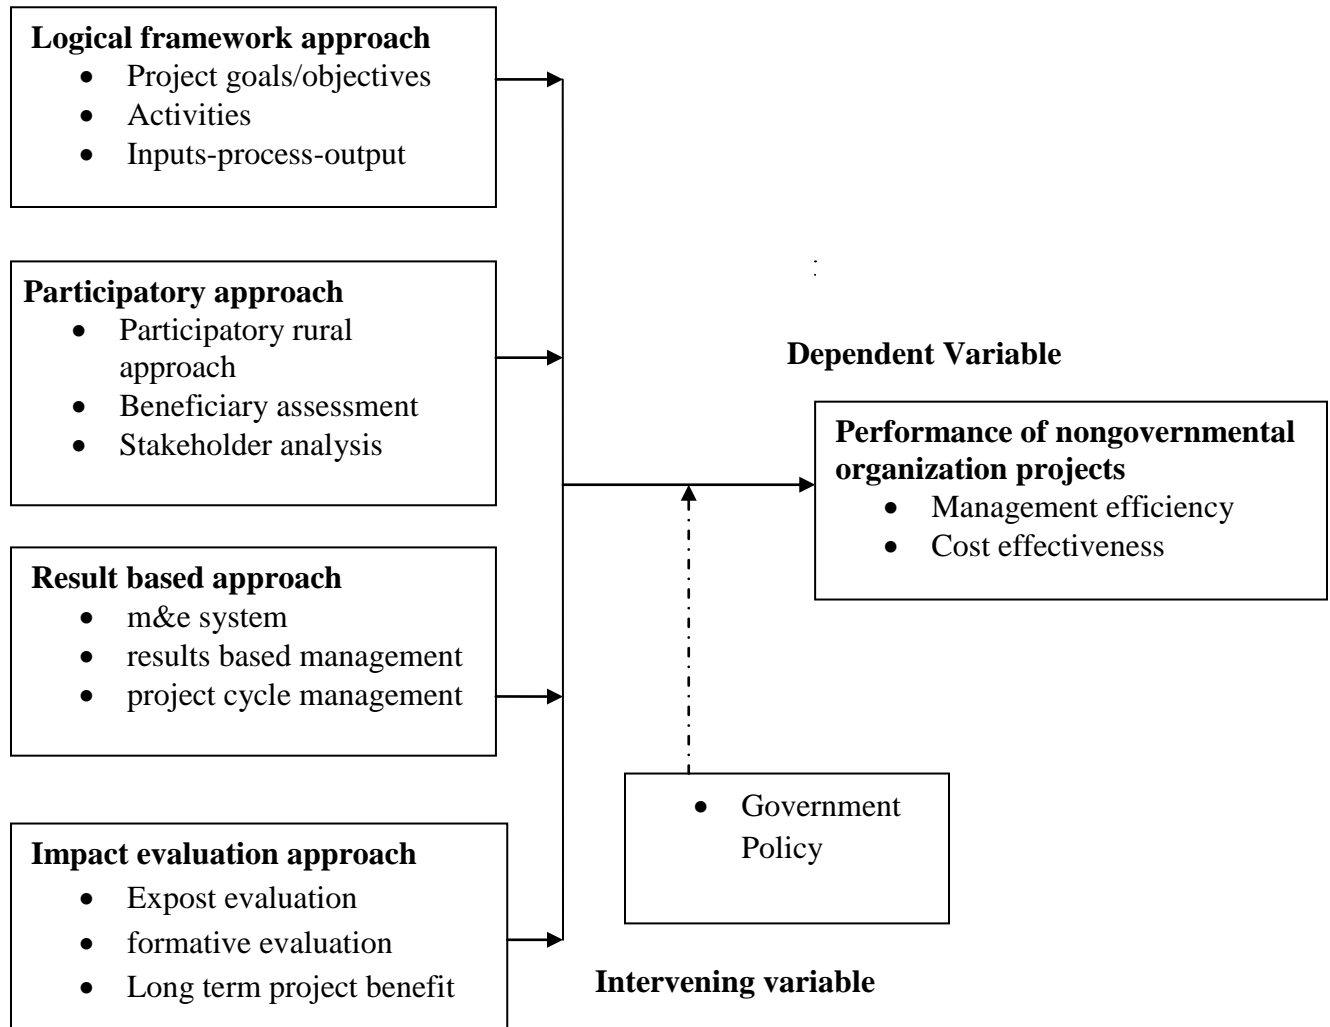 Logical framework approach
• Project goals/objectives
• Activities
• Inputs-process-output
Participatory approach
• Participatory rural
approach
• Beneficiary assessment
• Stakeholder analysis
Result based approach
• m&e system
• results based management
• project cycle management
Impact evaluation approach
• Expost evaluation
• formative evaluation
• Long term project benefit
Dependent Variable
Performance of nongovernmental
organization projects
• Management efficiency
• Cost effectiveness
• Government
Policy
Intervening variable